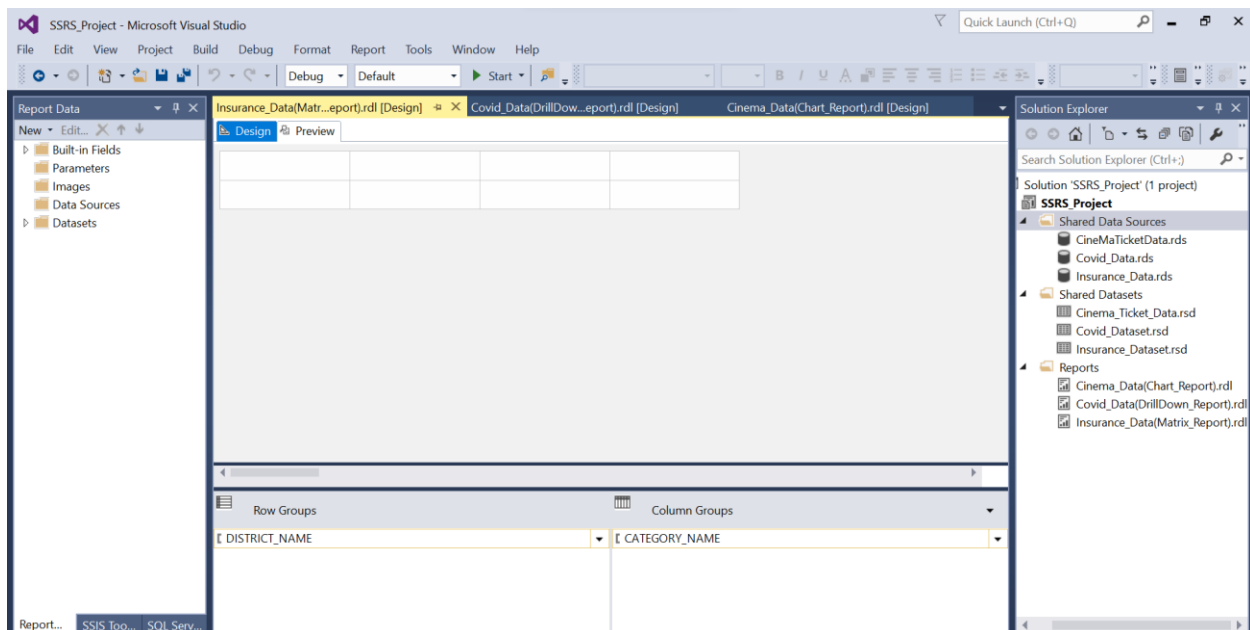 SSRS_Project - Microsoft Visual Studio
Quick Launch (Ctrl+Q)
File Edit View Project Build Debug Format Report Tools Window Help
Debug Default Start B I U A
Report Data
New Edit...
Built-in Fields
Parameters
Images
Data Sources
Datasets
Insurance_Data(Matr...eport).rdl [Design] Covid_Data(DrillDow...eport).rdl [Design] Cinema_Data(Chart_Report).rdl [Design]
Design Preview
Row Groups Column Groups
DISTRICT_NAME CATEGORY_NAME
Solution Explorer
Search Solution Explorer (Ctrl+;)
Solution 'SSRS_Project' (1 project)
SSRS_Project
Shared Data Sources
CineMaTicketData.rds
Covid_Data.rds
Insurance_Data.rds
Shared Datasets
Cinema_Ticket_Data.rsd
Covid_Dataset.rsd
Insurance_Dataset.rsd
Reports
Cinema_Data(Chart_Report).rdl
Covid_Data(DrillDown_Report).rdl
Insurance_Data(Matrix_Report).rdl
Report... SSIS Too... SQL Serv...